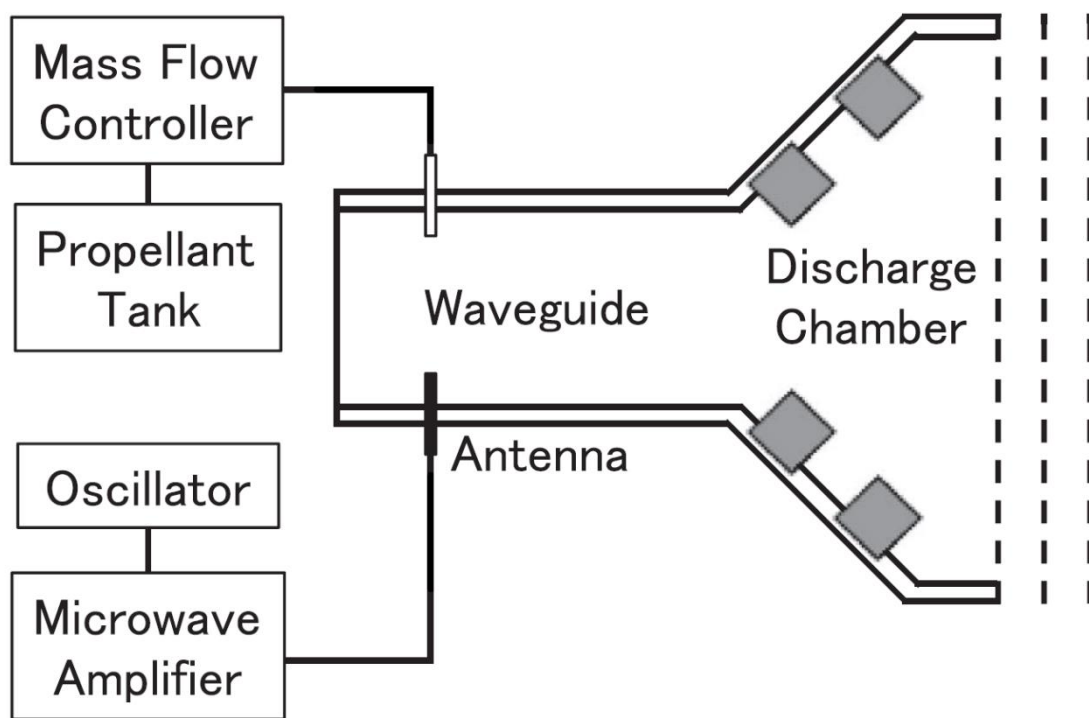 Mass Flow
Controller
Propellant
Tank
Waveguide
Discharge
Chamber
Antenna
Oscillator
Microwave
Amplifier